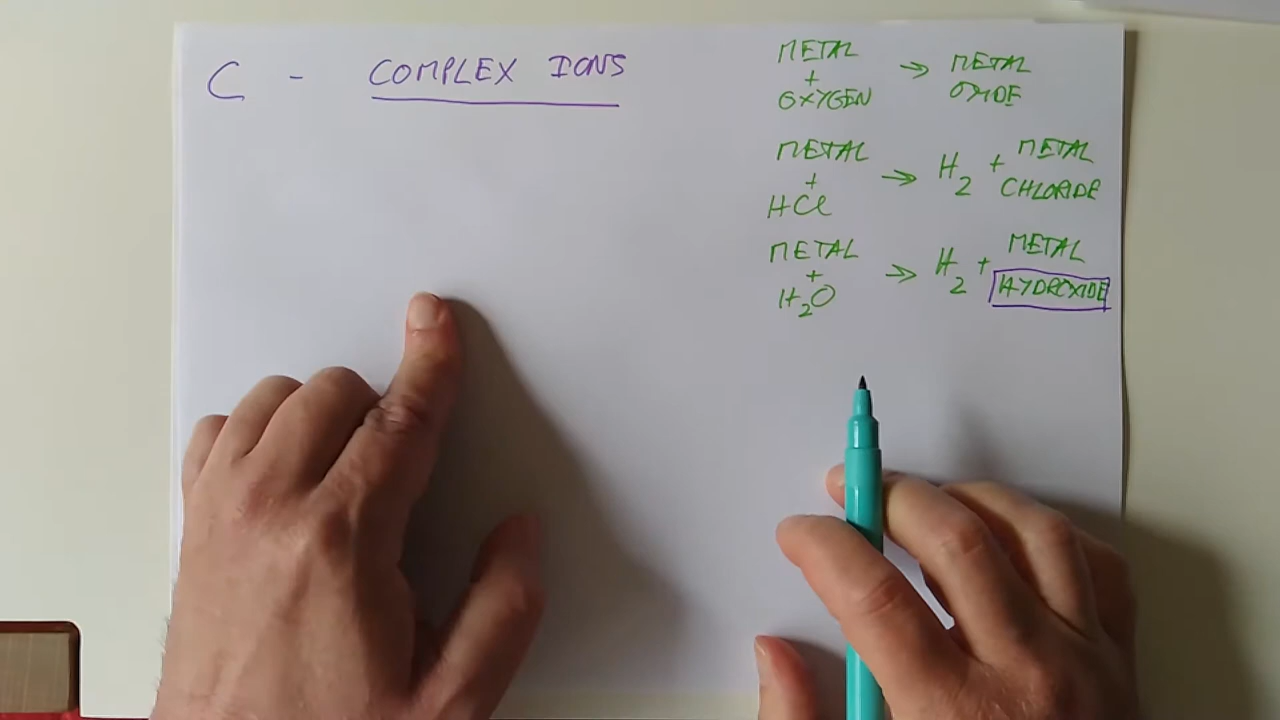 C - COMPLEX IONS
METAL + OXYGEN → METAL OXIDE
METAL + HCl → H2 + METAL CHLORIDE
METAL + H2O → H2 + METAL HYDROXIDE